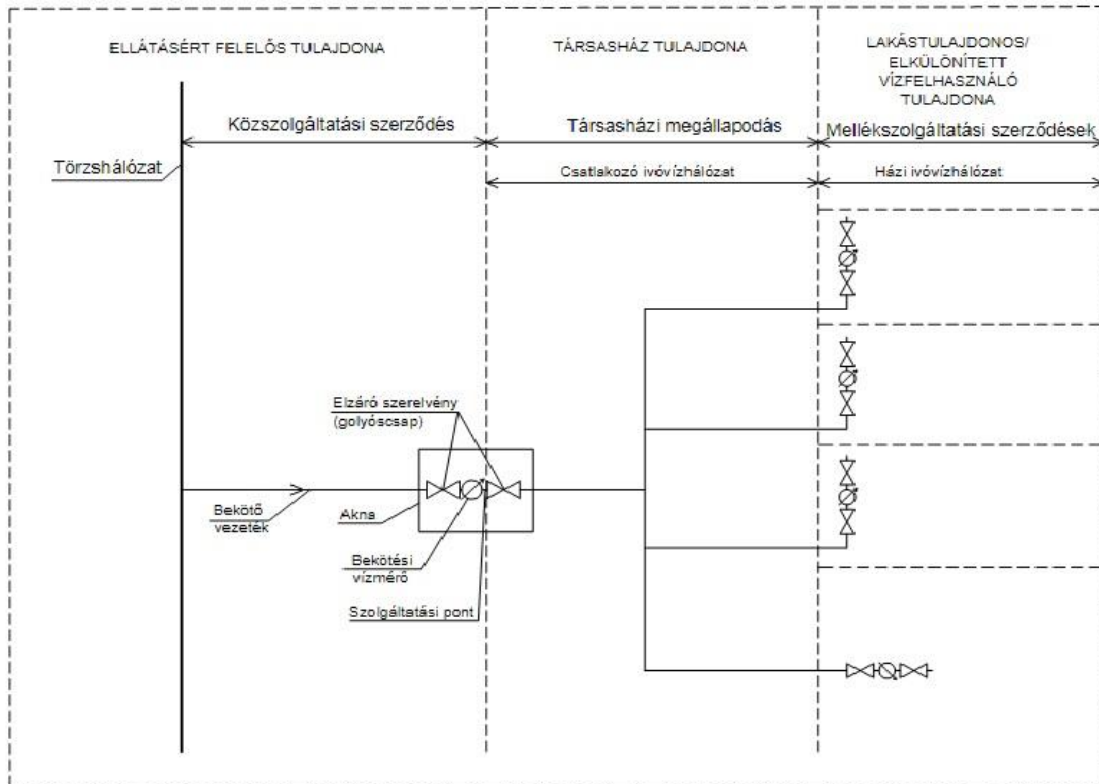 ELLÁTÁSÉRT FELELŐS TULAJDONA
TÁRSASHÁZ TULAJDONA
LAKÁSTULAJDONOS/
ELKÜLÖNÍTETT
VÍZFELHASZNÁLÓ
TULAJDONA
Közszolgáltatási szerződés
Társasházi megállapodás
Mellékszolgáltatási szerződések
Törzshálózat
Csatlakozó ivóvízhálózat
Házi ivóvízhálózat
Elzáró szerelvény
(gollyóscsap)
Bekötő
vezeték
Akna
Bekötési
vízmérő
Szolgáltatási pont